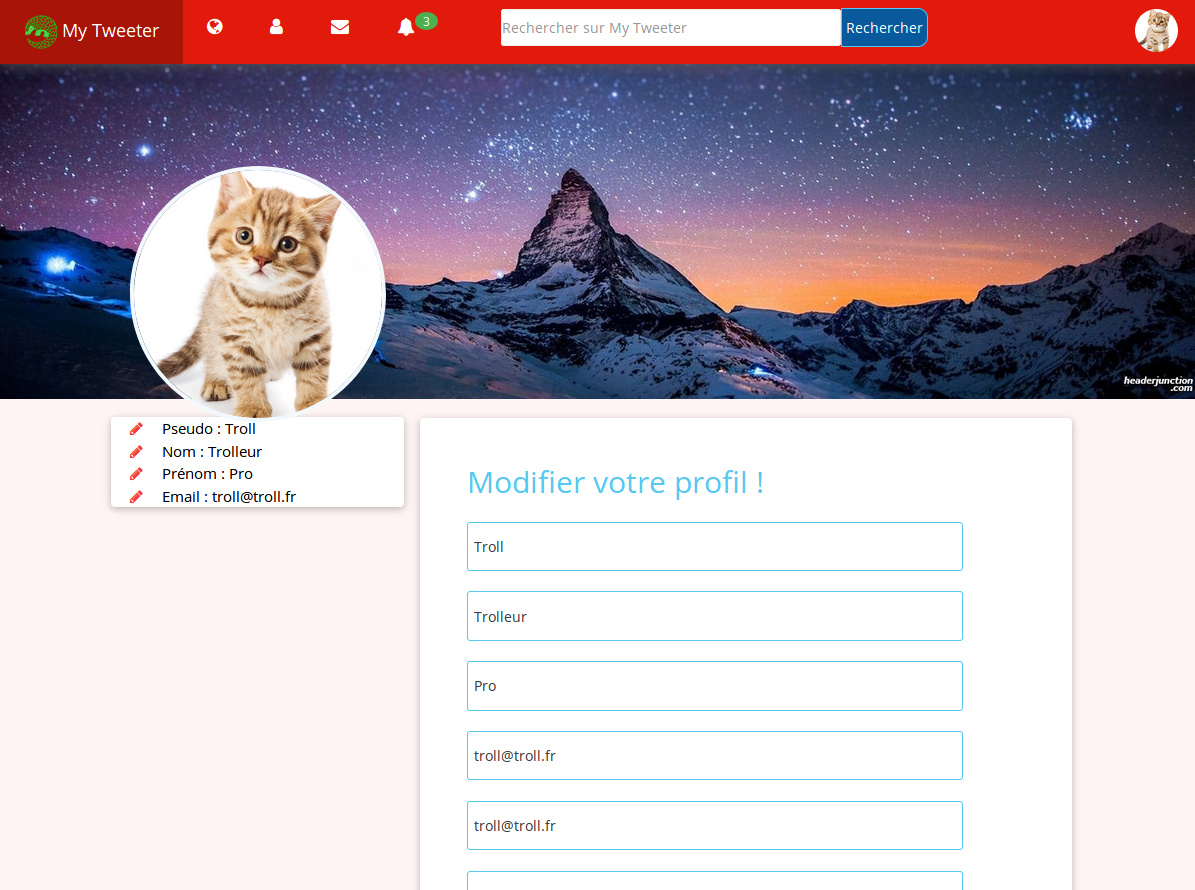 My Tweeter
3
Rechercher sur My Tweeter
Rechercher
headerjunction
.com
Pseudo : Troll
Nom : Trolleur
Prénom : Pro
Email : troll@troll.fr
Modifier votre profil !
Troll
Trolleur
Pro
troll@troll.fr
troll@troll.fr